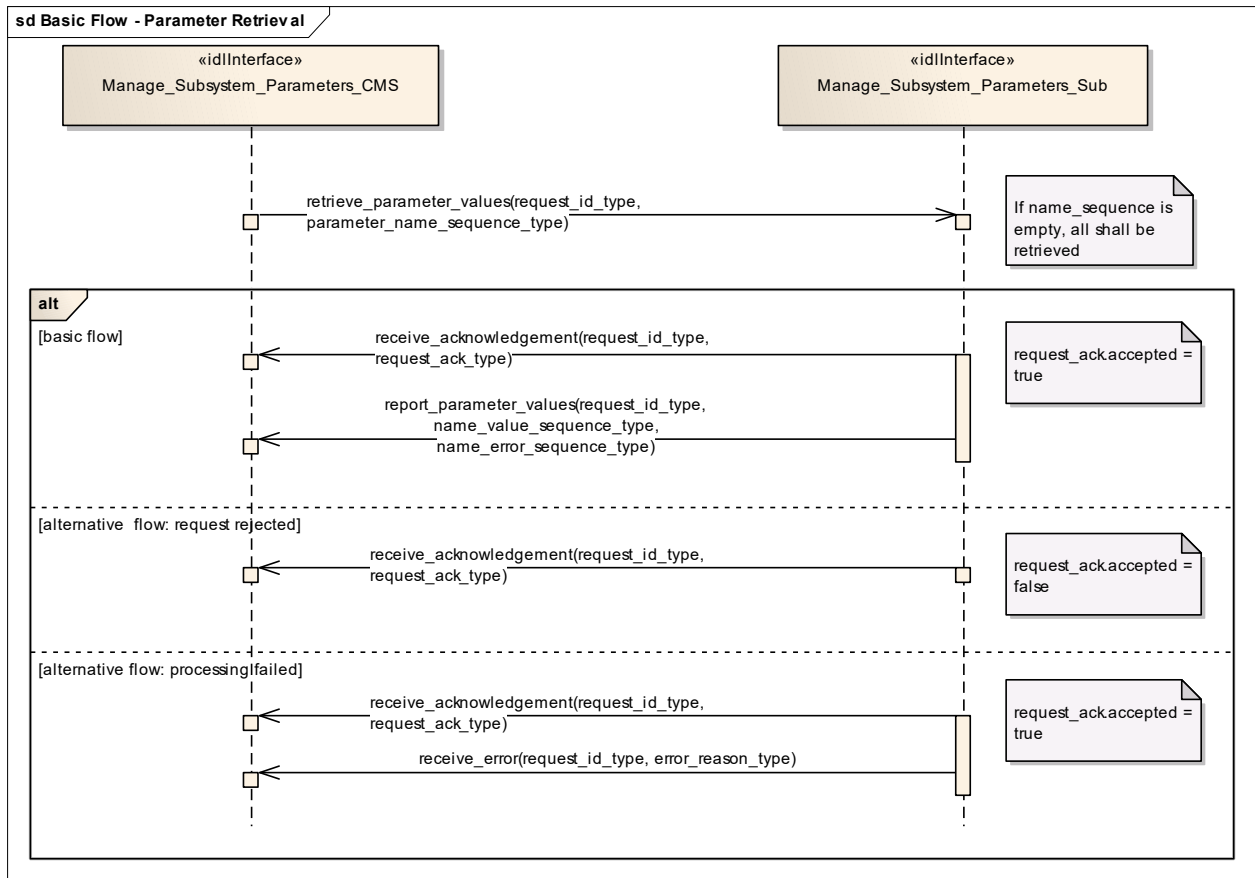 sd Basic Flow - Parameter Retrieval
«idlInterface»
Manage_Subsystem_Parameters_CMS
«idlInterface»
Manage_Subsystem_Parameters_Sub
retrieve_parameter_values(request_id_type,
parameter_name_sequence_type)
If name_sequence is
empty, all shall be
retrieved
alt
[basic flow]
receive_acknowledgement(request_id_type,
request_ack_type)
request_ack.accepted =
true
report_parameter_values(request_id_type,
name_value_sequence_type,
name_error_sequence_type)
[alternative flow: request rejected]
receive_acknowledgement(request_id_type,
request_ack_type)
request_ack.accepted =
false
[alternative flow: processing failed]
receive_acknowledgement(request_id_type,
request_ack_type)
request_ack.accepted =
true
receive_error(request_id_type, error_reason_type)